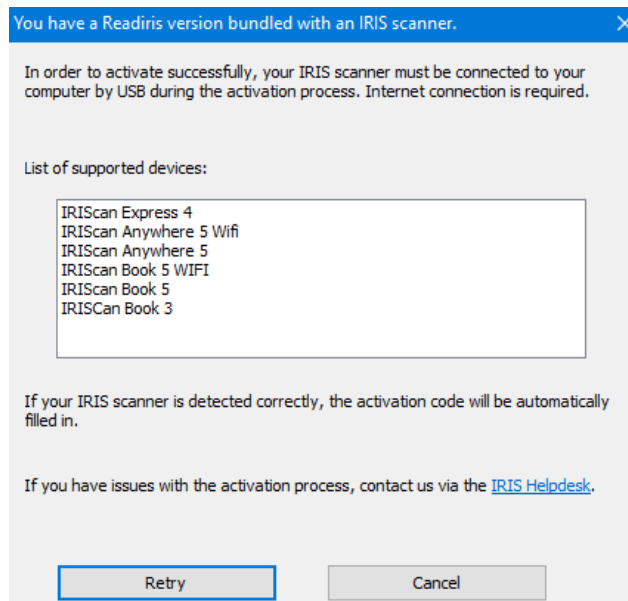 You have a Readiris version bundled with an IRIS scanner.
In order to activate successfully, your IRIS scanner must be connected to your
computer by USB during the activation process. Internet connection is required.
List of supported devices:
IRIScan Express 4
IRIScan Anywhere 5 Wifi
IRIScan Anywhere 5
IRIScan Book 5 WIFI
IRIScan Book 5
IRISCan Book 3
If your IRIS scanner is detected correctly, the activation code will be automatically
filled in.
If you have issues with the activation process, contact us via the IRIS Helpdesk.
Retry
Cancel